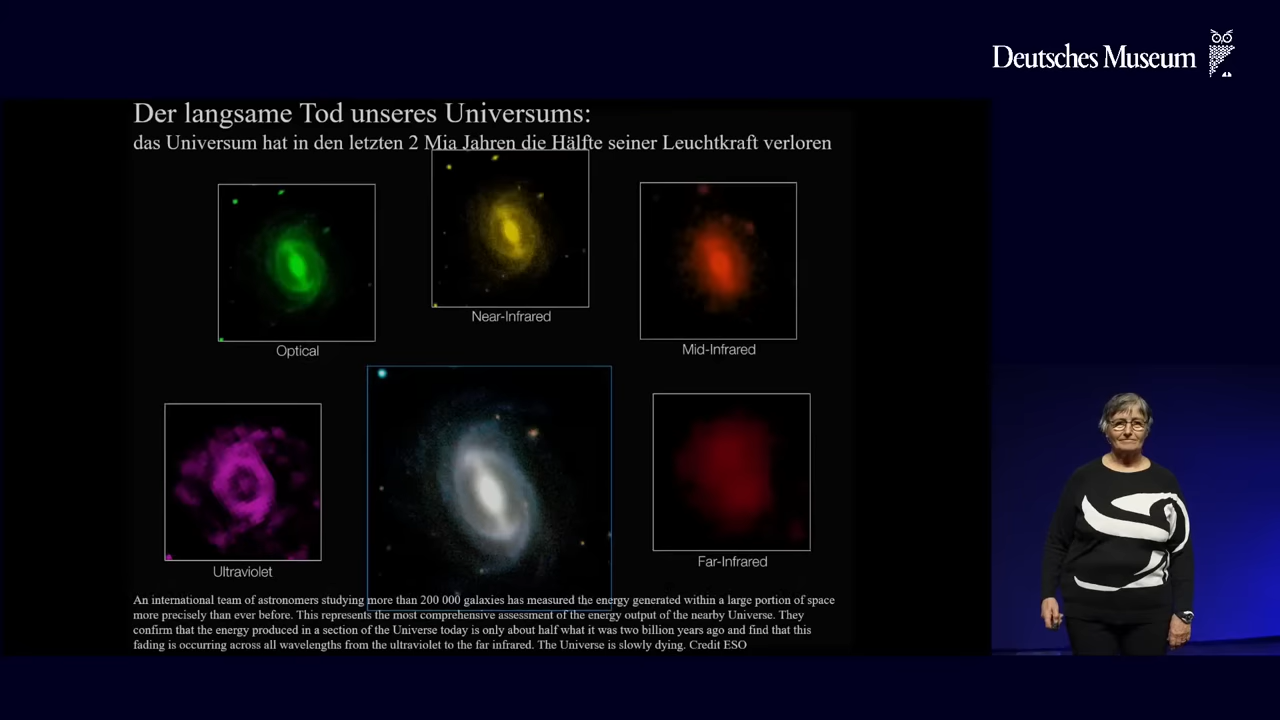 Deutsches Museum
Der langsame Tod unseres Universums:
das Universum hat in den letzten 2 Mia Jahren die Hälfte seiner Leuchtkraft verloren
Optical
Near-Infrared
Mid-Infrared
Ultraviolet
Far-Infrared
An international team of astronomers studying more than 200 000 galaxies has measured the energy generated within a large portion of space
more precisely than ever before. This represents the most comprehensive assessment of the energy output of the nearby Universe. They
confirm that the energy produced in a section of the Universe today is only about half what it was two billion years ago and find that this
fading is occurring across all wavelengths from the ultraviolet to the far infrared. The Universe is slowly dying. Credit ESO